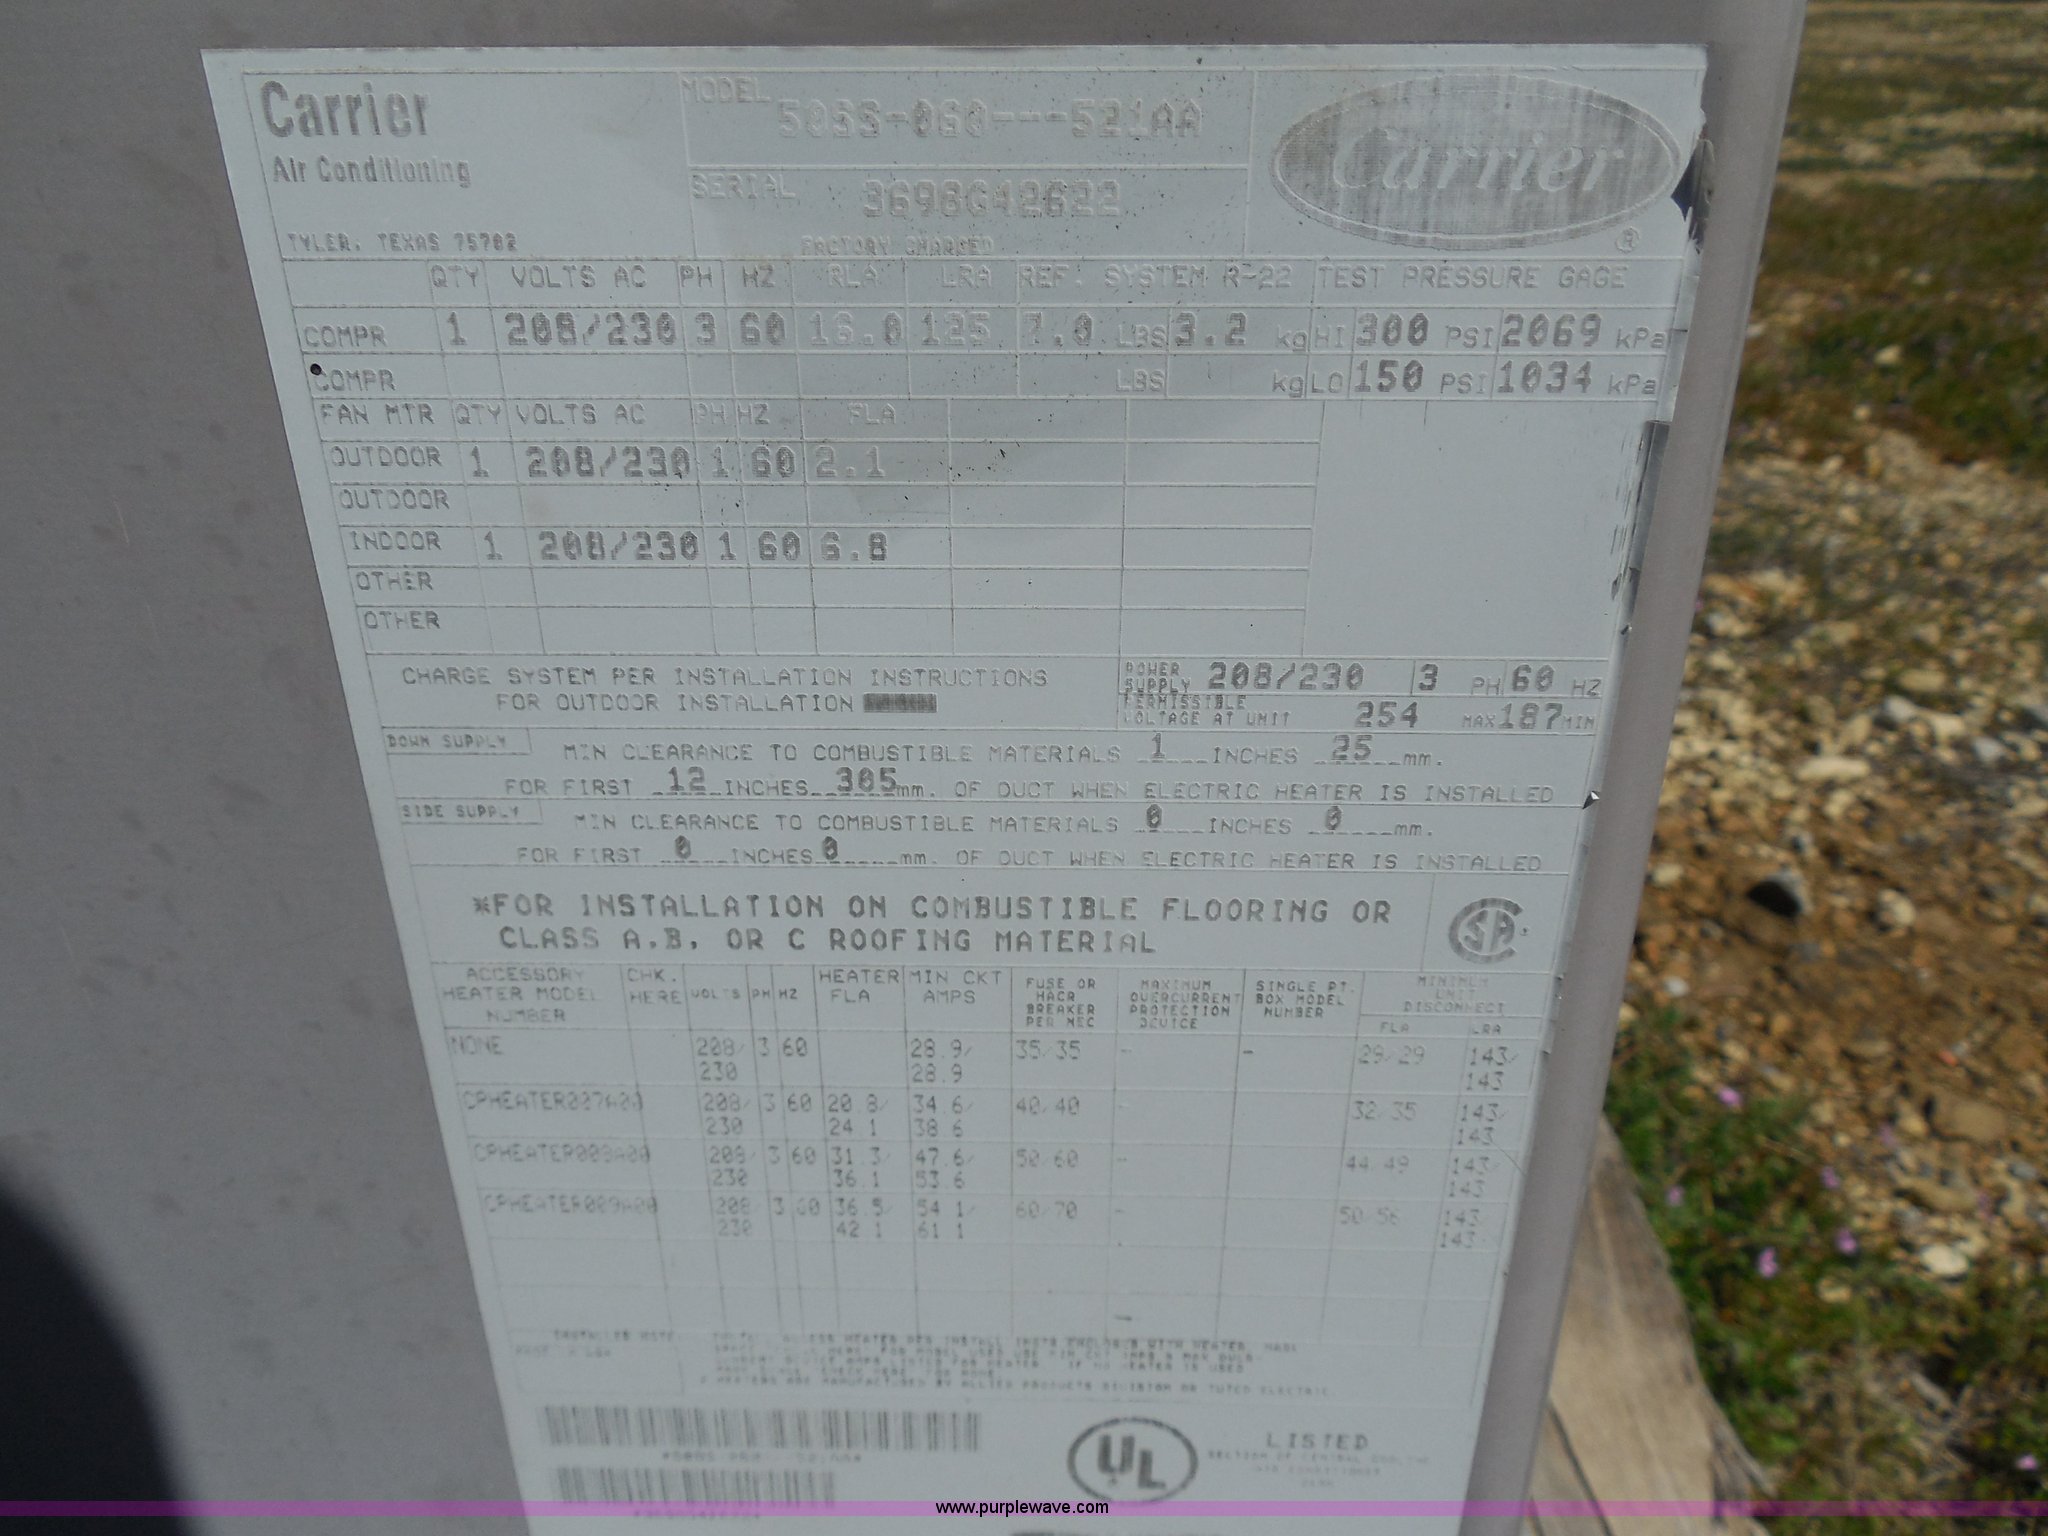 Carrier
Air Conditioning
TYLER, TEXAS 75702
MODEL 50SS-060---521AA
SERIAL 3698G42622
FACTORY CHARGED
Carrier ®
QTY VOLTS AC PH HZ RLA LRA REF. SYSTEM R-22 TEST PRESSURE GAGE
COMPR 1 208/230 3 60 16.0 125 7.0 LBS 3.2 kg HI 300 PSI 2069 kPa
COMPR LBS kg LO 150 PSI 1034 kPa
FAN MTR QTY VOLTS AC PH HZ FLA
OUTDOOR 1 208/230 1 60 2.1
OUTDOOR
INDOOR 1 208/230 1 60 6.8
OTHER
OTHER
CHARGE SYSTEM PER INSTALLATION INSTRUCTIONS
FOR OUTDOOR INSTALLATION
POWER SUPPLY 208/230 3 PH 60 HZ
PERMISSIBLE VOLTAGE AT UNIT 254 MAX 187 MIN
DOWN SUPPLY MIN CLEARANCE TO COMBUSTIBLE MATERIALS 1 INCHES 25 mm.
FOR FIRST 12 INCHES 305 mm. OF DUCT WHEN ELECTRIC HEATER IS INSTALLED
SIDE SUPPLY MIN CLEARANCE TO COMBUSTIBLE MATERIALS 0 INCHES 0 mm.
FOR FIRST 0 INCHES 0 mm. OF DUCT WHEN ELECTRIC HEATER IS INSTALLED
*FOR INSTALLATION ON COMBUSTIBLE FLOORING OR
CLASS A,B, OR C ROOFING MATERIAL
ACCESSORY HEATER MODEL NUMBER
CHK. HERE
VOLTS PH HZ
HEATER FLA
MIN CKT AMPS
FUSE OR HACR BREAKER PER NEC
MAXIMUM OVERCURRENT PROTECTION DEVICE
SINGLE PT. BOX MODEL NUMBER
MINIMUM UNIT DISCONNECT
FLA LRA
NONE 208/ 3 60 28.9/ 35/35 - - 29/29 143/
230 28.9 143
CPHEATER007A00 208/ 3 60 20.8/ 34.6/ 40/40 - 32/35 143/
230 24.1 38.6 143
208/ 3 60 31.3/ 47.6/ 50/60 - 44/49 143/
230 36.1 53.6 143
CPHEATER009A00 208/ 3 60 36.5/ 54.1/ 60/70 - 50/56 143/
230 42.1 61.1 143
UL
LISTED
www.purplewave.com